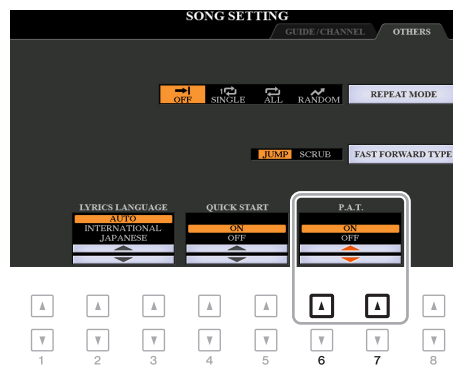 SONG SETTING
GUIDE/CHANNEL OTHERS
OFF 1 SINGLE ALL RANDOM REPEAT MODE
JUMP SCRUB FAST FORWARD TYPE
LYRICS LANGUAGE QUICK START P.A.T.
AUTO
INTERNATIONAL ON ON
JAPANESE OFF OFF
1 2 3 4 5 6 7 8